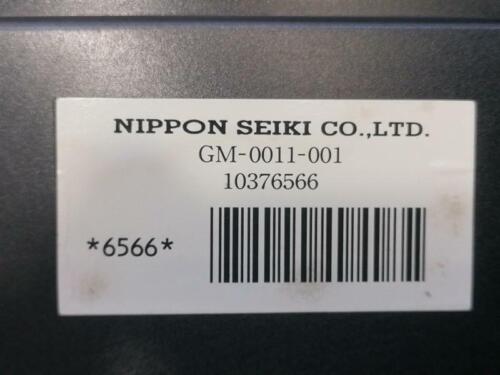 NIPPON SEIKI CO.,LTD.
GM-0011-001
10376566
*6566*